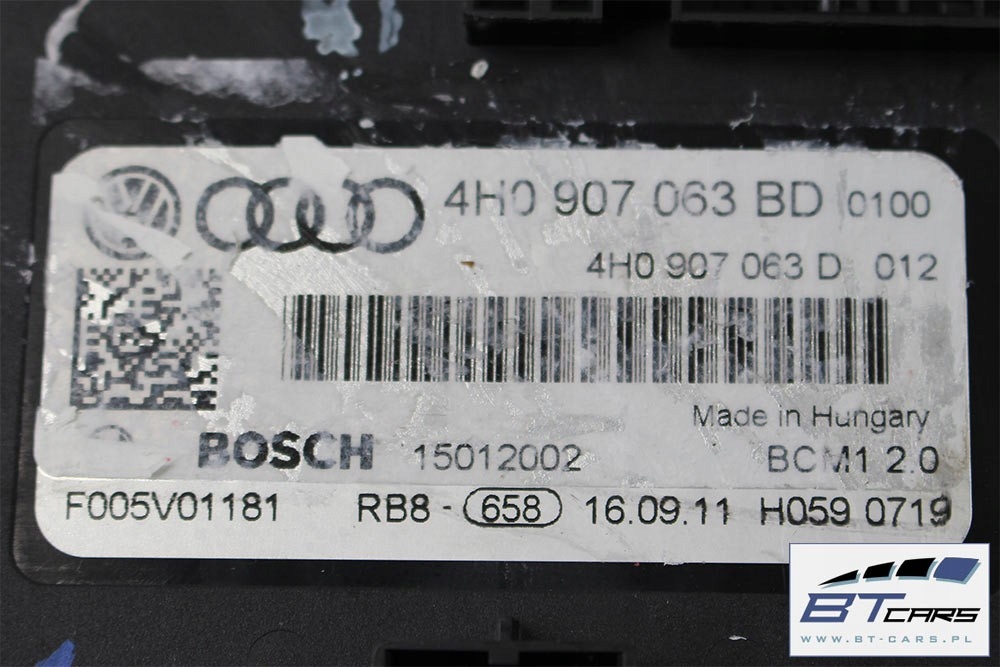 4H0 907 063 BD 0100
4H0 907 063 D 012
Made in Hungary
BOSCH 15012002 BCM1 2.0
F005V01181 RB8 - 658 16.09.11 H059 0719
BT CARS
WWW.BT-CARS.PL